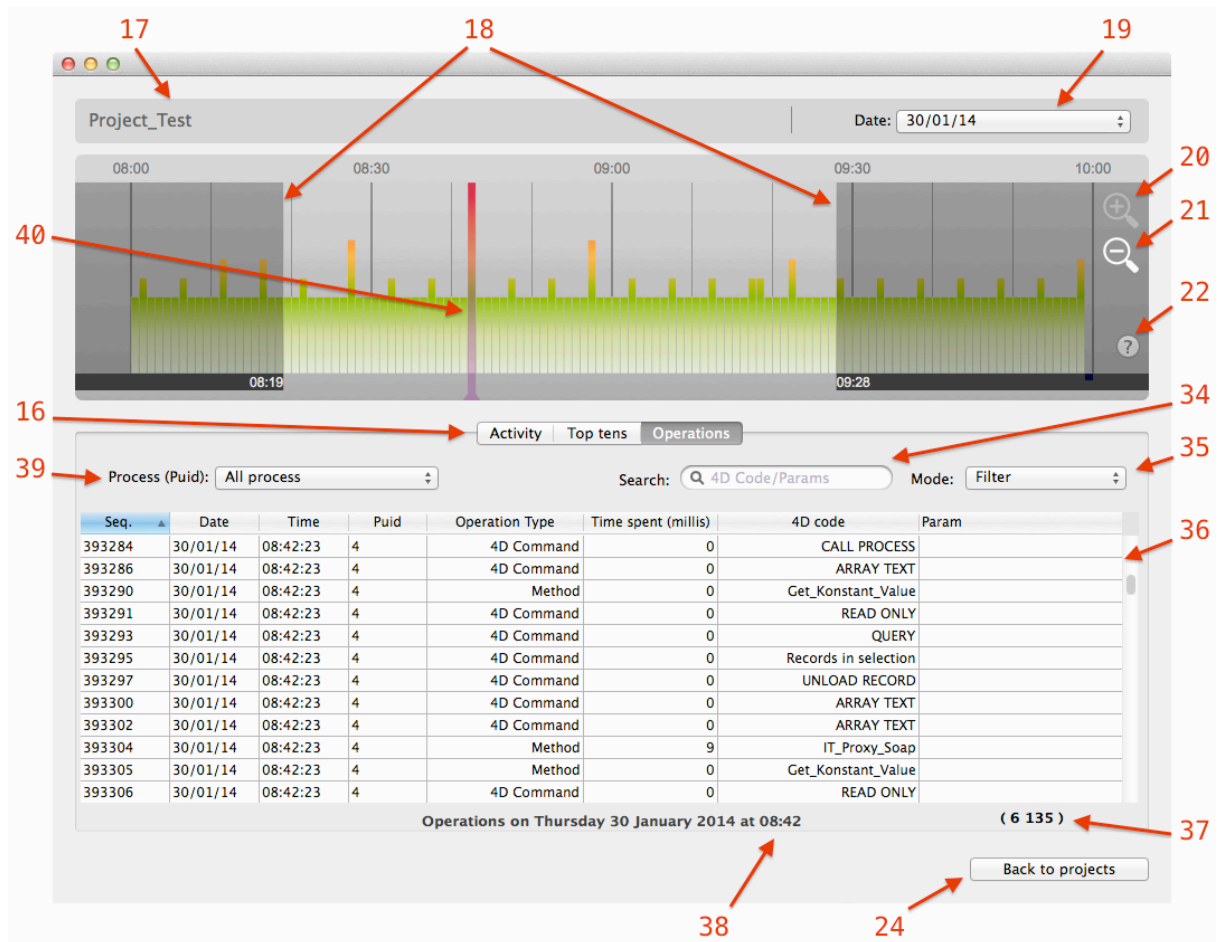 17 18 19
Project_Test Date: 30/01/14
20
08:00 08:30 09:00 09:30 10:00
21
40
22
?
08:19 09:28
34
16
Activity Top tens Operations
35
39
Process (Puid): All process Search: 4D Code/Params Mode: Filter
36
Seq. Date Time Puid Operation Type Time spent (millis) 4D code Param
393284 30/01/14 08:42:23 4 4D Command 0 CALL PROCESS
393286 30/01/14 08:42:23 4 4D Command 0 ARRAY TEXT
393290 30/01/14 08:42:23 4 Method 0 Get_Konstant_Value
393291 30/01/14 08:42:23 4 4D Command 0 READ ONLY
393293 30/01/14 08:42:23 4 4D Command 0 QUERY
393295 30/01/14 08:42:23 4 4D Command 0 Records in selection
393297 30/01/14 08:42:23 4 4D Command 0 UNLOAD RECORD
393300 30/01/14 08:42:23 4 4D Command 0 ARRAY TEXT
393302 30/01/14 08:42:23 4 4D Command 0 ARRAY TEXT
393304 30/01/14 08:42:23 4 Method 9 IT_Proxy_Soap
393305 30/01/14 08:42:23 4 Method 0 Get_Konstant_Value
393306 30/01/14 08:42:23 4 4D Command 0 READ ONLY
Operations on Thursday 30 January 2014 at 08:42 ( 6 135 )
37
Back to projects
38 24